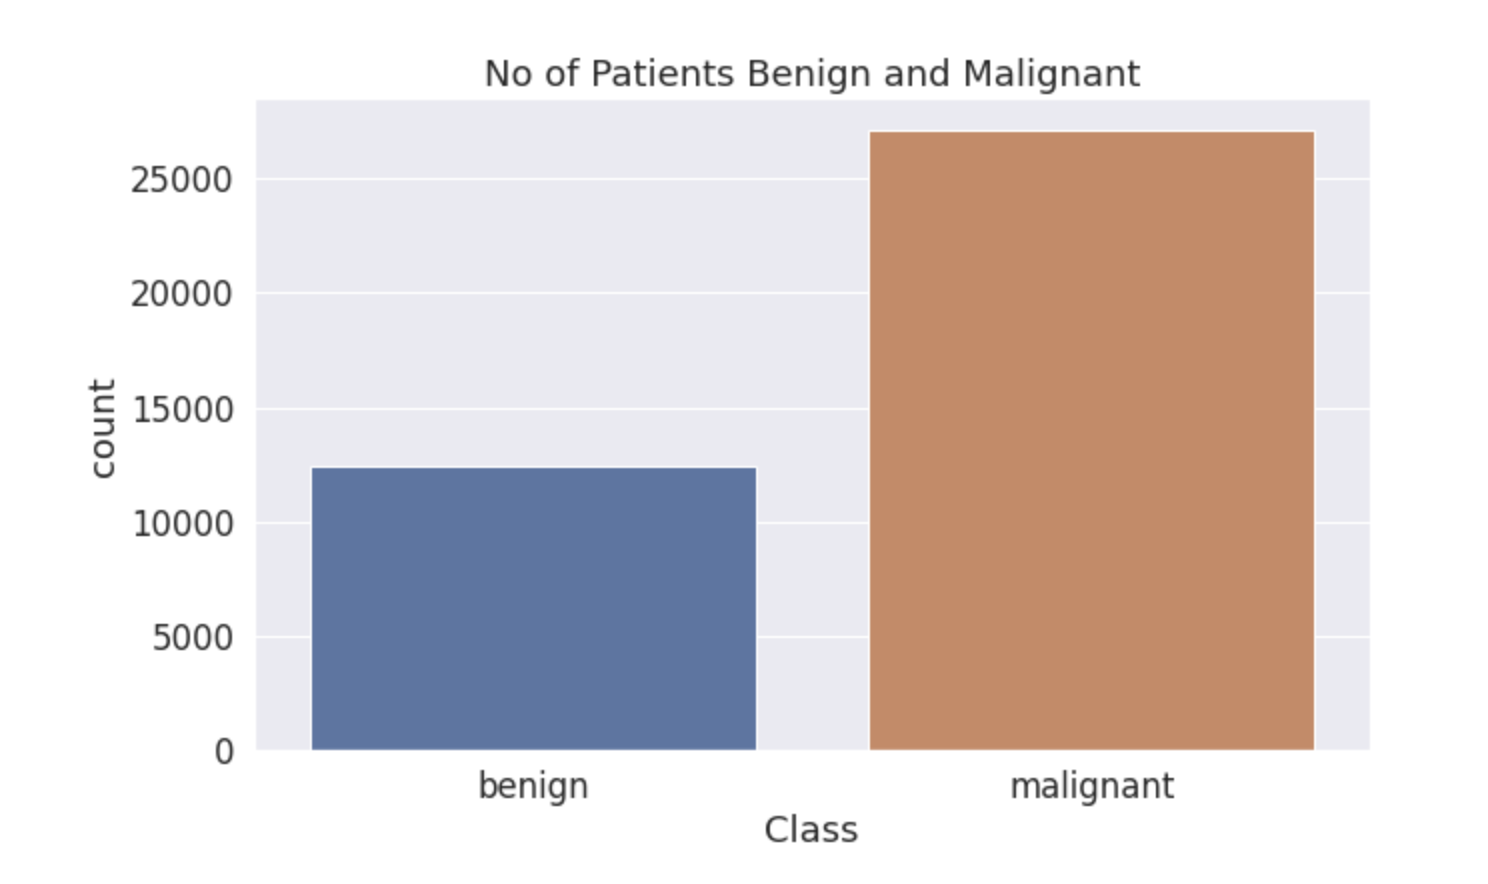 No of Patients Benign and Malignant
25000
20000
15000
10000
5000
0
count
benign
malignant
Class